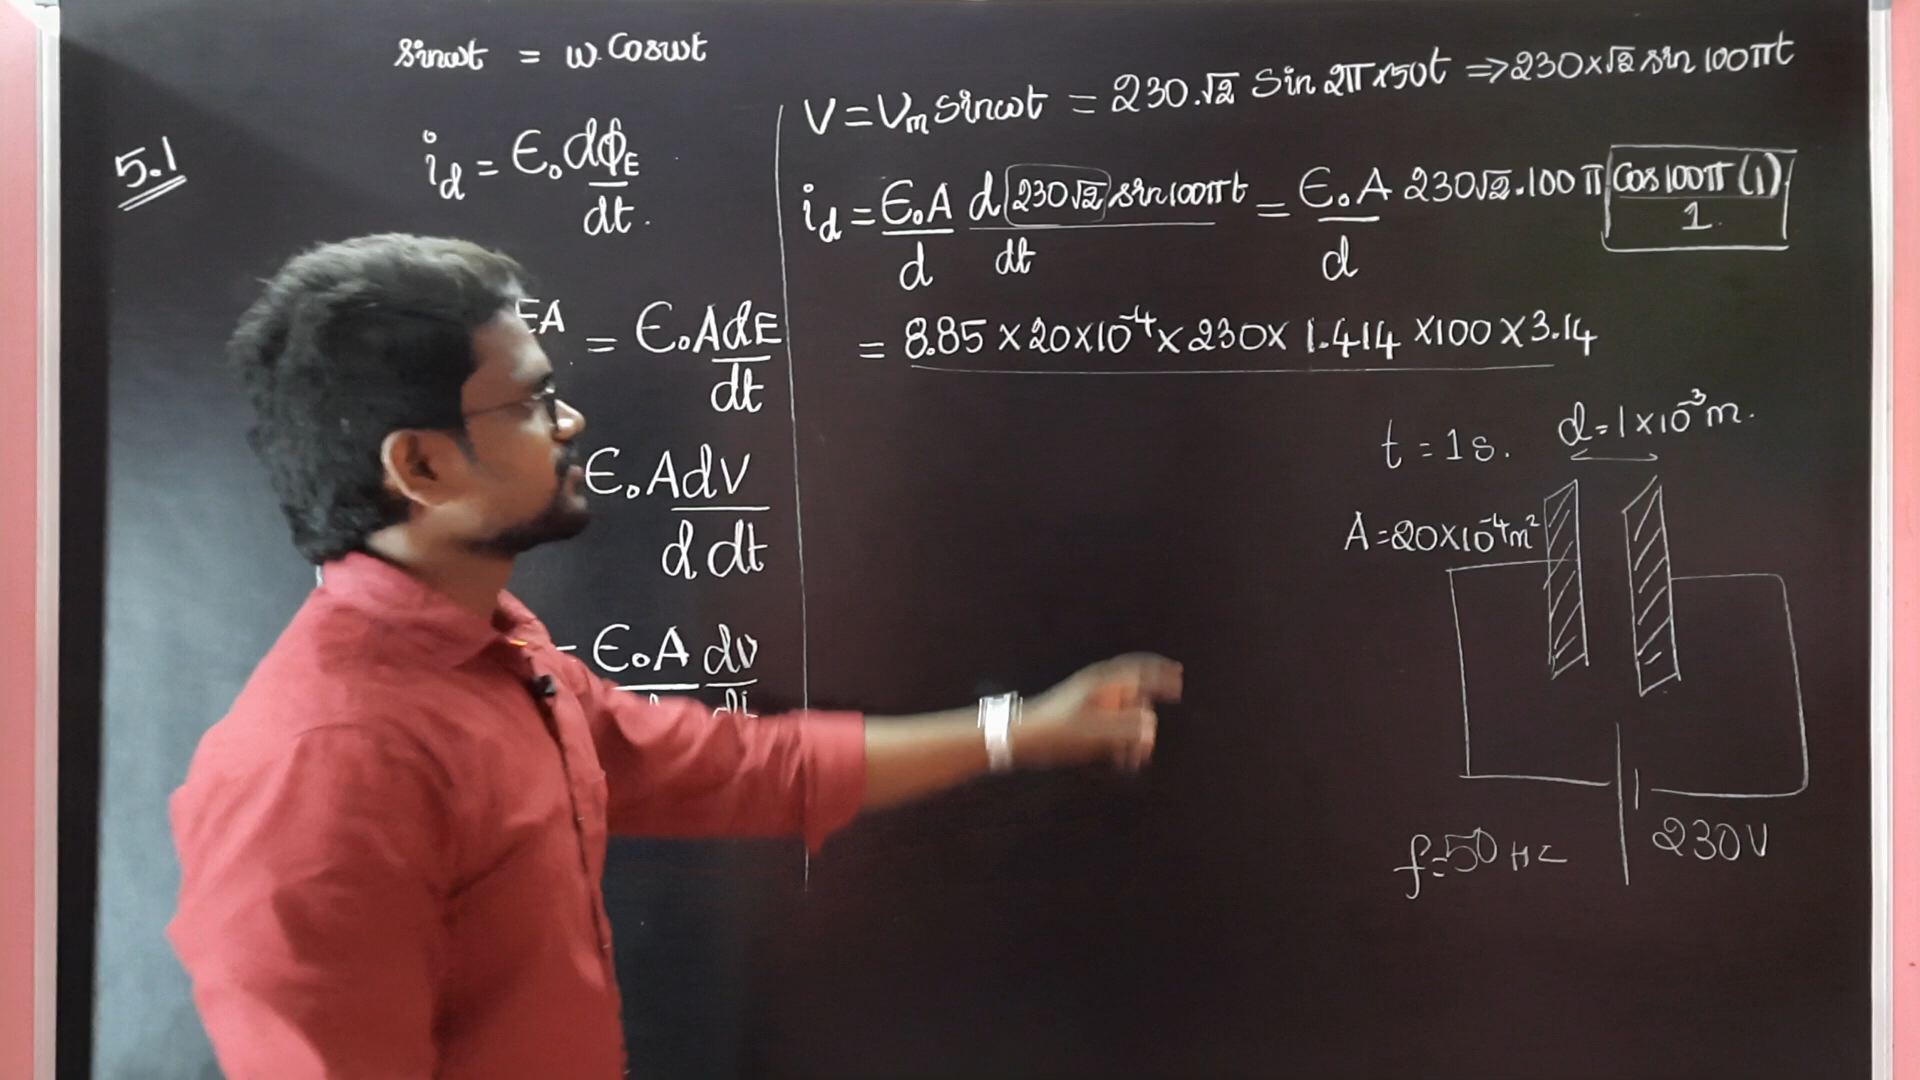 sinωt = ω cosωt
5.1
i_d = ε₀ dϕ_E / dt.
EA = ε₀AdE / dt
ε₀AdV / d dt
= ε₀A dv
V = V_m sinωt = 230.√2 Sin 2π×50t ⇒ 230×√2 sin 100πt
i_d = ε₀A / d d(230√2) sin100πt / dt = ε₀A / d 230√2.100π Cos100π(1) / 1.
= 8.85 × 20×10⁻⁴ × 230 × 1.414 ×100 × 3.14
t = 1s. d = 1×10⁻³m.
A = 20×10⁻⁴m²
f = 50 HZ 230V